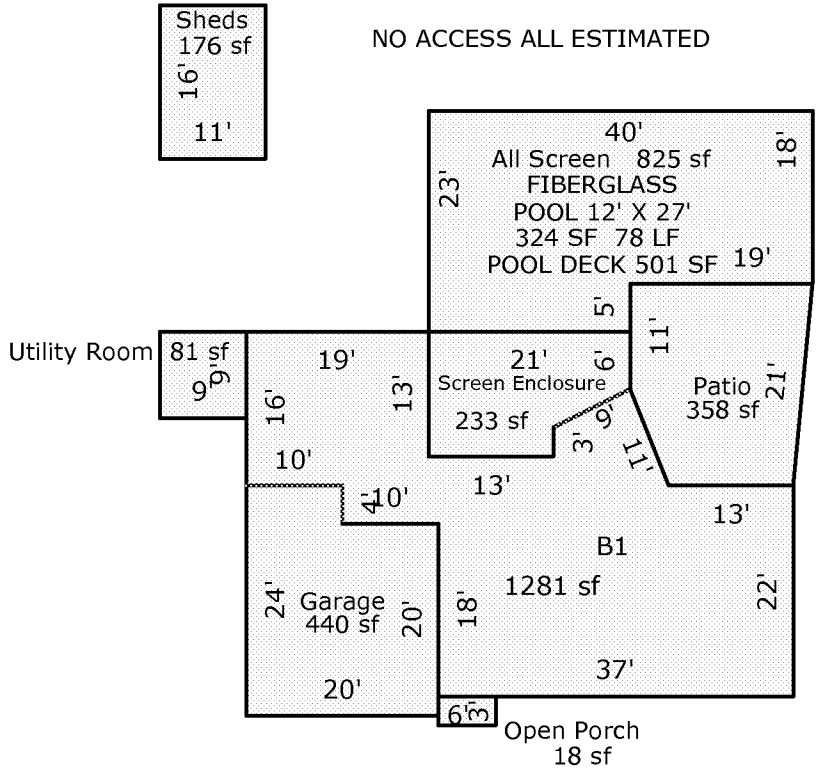 Sheds
176 sf
16'
11'
NO ACCESS ALL ESTIMATED
40'
18'
23'
All Screen 825 sf
FIBERGLASS
POOL 12' X 27'
324 SF 78 LF
POOL DECK 501 SF
19'
5'
11'
Utility Room
81 sf
9'
9'
19'
16'
13'
10'
21'
6'
Screen Enclosure
233 sf
9'
3'
11'
Patio
358 sf
21'
4'
10'
13'
13'
B1
1281 sf
22'
18'
37'
24'
Garage
440 sf
20'
20'
6'
3'
Open Porch
18 sf